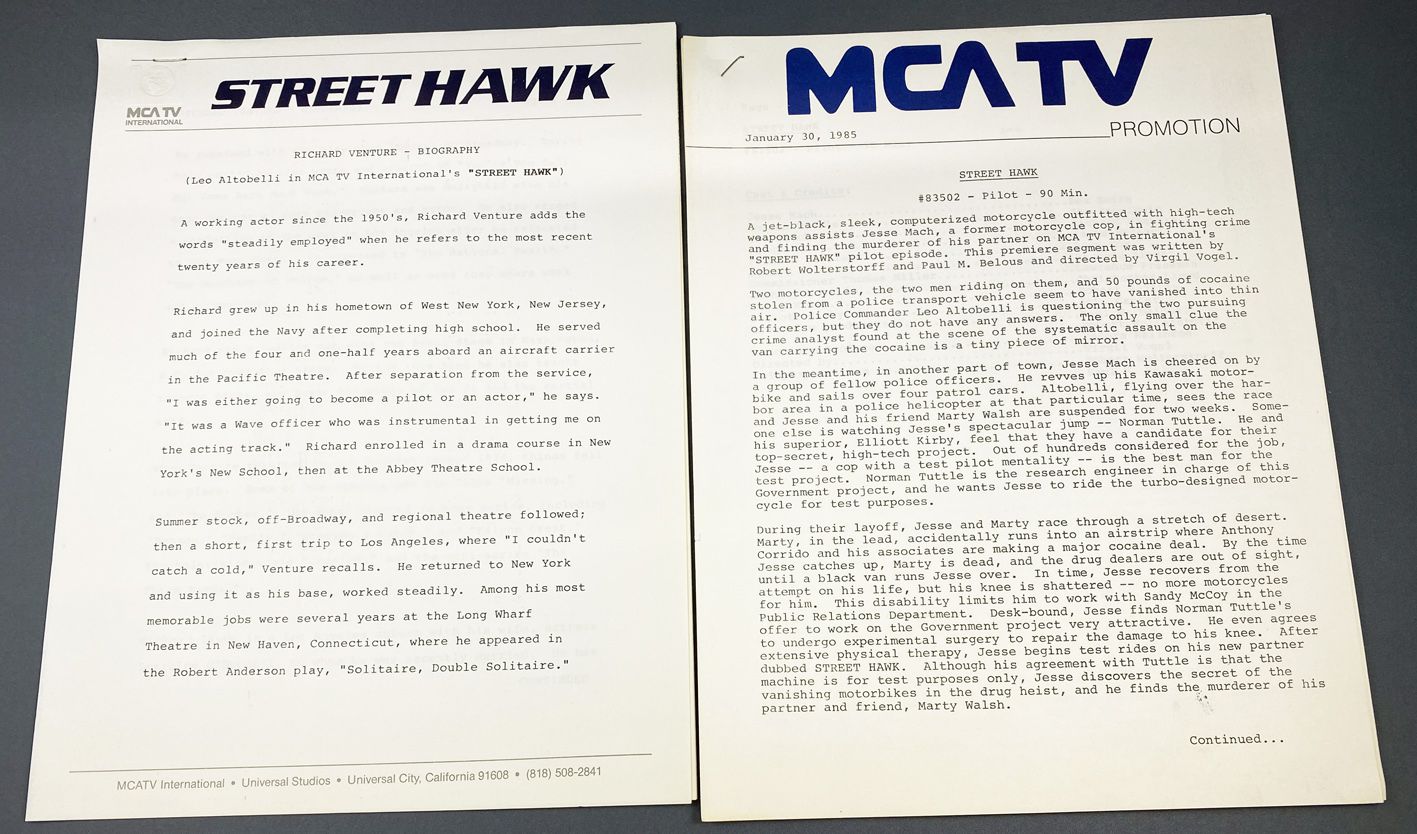 MCA TV
INTERNATIONAL
STREET HAWK
RICHARD VENTURE - BIOGRAPHY
(Leo Altobelli in MCA TV International's "STREET HAWK")
A working actor since the 1950's, Richard Venture adds the
words "steadily employed" when he refers to the most recent
twenty years of his career.
Richard grew up in his hometown of West New York, New Jersey,
and joined the Navy after completing high school. He served
much of the four and one-half years aboard an aircraft carrier
in the Pacific Theatre. After separation from the service,
"I was either going to become a pilot or an actor," he says.
"It was a Wave officer who was instrumental in getting me on
the acting track." Richard enrolled in a drama course in New
York's New School, then at the Abbey Theatre School.
Summer stock, off-Broadway, and regional theatre followed;
then a short, first trip to Los Angeles, where "I couldn't
catch a cold," Venture recalls. He returned to New York
and using it as his base, worked steadily. Among his most
memorable jobs were several years at the Long Wharf
Theatre in New Haven, Connecticut, where he appeared in
the Robert Anderson play, "Solitaire, Double Solitaire."
MCATV International • Universal Studios • Universal City, California 91608 • (818) 508-2841
MCA TV
January 30, 1985
PROMOTION
STREET HAWK
#83502 - Pilot - 90 Min.
A jet-black, sleek, computerized motorcycle outfitted with high-tech
weapons assists Jesse Mach, a former motorcycle cop, in fighting crime
and finding the murderer of his partner on MCA TV International's
"STREET HAWK" pilot episode. This premiere segment was written by
Robert Wolterstorff and Paul M. Belous and directed by Virgil Vogel.
Two motorcycles, the two men riding on them, and 50 pounds of cocaine
stolen from a police transport vehicle seem to have vanished into thin
air. Police Commander Leo Altobelli is questioning the two pursuing
officers, but they do not have any answers. The only small clue the
crime analyst found at the scene of the systematic assault on the
van carrying the cocaine is a tiny piece of mirror.
In the meantime, in another part of town, Jesse Mach is cheered on by
a group of fellow police officers. He revves up his Kawasaki motor-
bike and sails over four patrol cars. Altobelli, flying over the har-
bor area in a police helicopter at that particular time, sees the race
and Jesse and his friend Marty Walsh are suspended for two weeks. Some-
one else is watching Jesse's spectacular jump -- Norman Tuttle. He and
his superior, Elliott Kirby, feel that they have a candidate for their
top-secret, high-tech project. Out of hundreds considered for the job,
Jesse -- a cop with a test pilot mentality -- is the best man for the
test project. Norman Tuttle is the research engineer in charge of this
Government project, and he wants Jesse to ride the turbo-designed motor-
cycle for test purposes.
During their layoff, Jesse and Marty race through a stretch of desert.
Marty, in the lead, accidentally runs into an airstrip where Anthony
Corrido and his associates are making a major cocaine deal. By the time
Jesse catches up, Marty is dead, and the drug dealers are out of sight,
until a black van runs Jesse over. In time, Jesse recovers from the
attempt on his life, but his knee is shattered -- no more motorcycles
for him. This disability limits him to work with Sandy McCoy in the
Public Relations Department. Desk-bound, Jesse finds Norman Tuttle's
offer to work on the Government project very attractive. He even agrees
to undergo experimental surgery to repair the damage to his knee. After
extensive physical therapy, Jesse begins test rides on his new partner
dubbed STREET HAWK. Although his agreement with Tuttle is that the
machine is for test purposes only, Jesse discovers the secret of the
vanishing motorbikes in the drug heist, and he finds the murderer of his
partner and friend, Marty Walsh.
Continued...